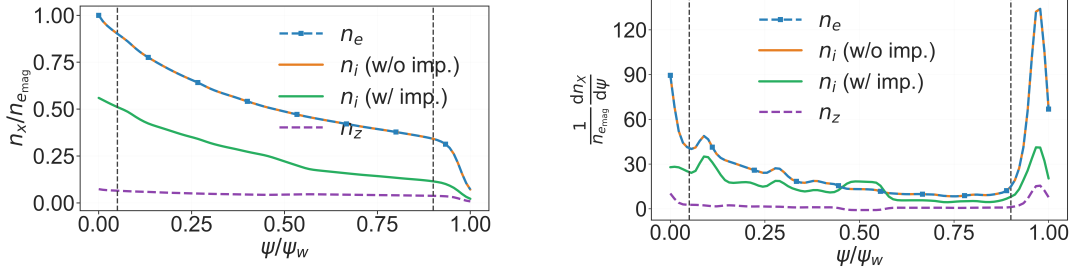 1.00
0.75
0.50
0.25
0.00
n_x/n_{e_mag}
n_e
n_i (w/o imp.)
n_i (w/ imp.)
n_z
0.00 0.25 0.50 0.75 1.00
ψ/ψ_w
120
90
60
30
0
1/n_{e_mag} dn_X/dψ
n_e
n_i (w/o imp.)
n_i (w/ imp.)
n_z
0.00 0.25 0.50 0.75 1.00
ψ/ψ_w